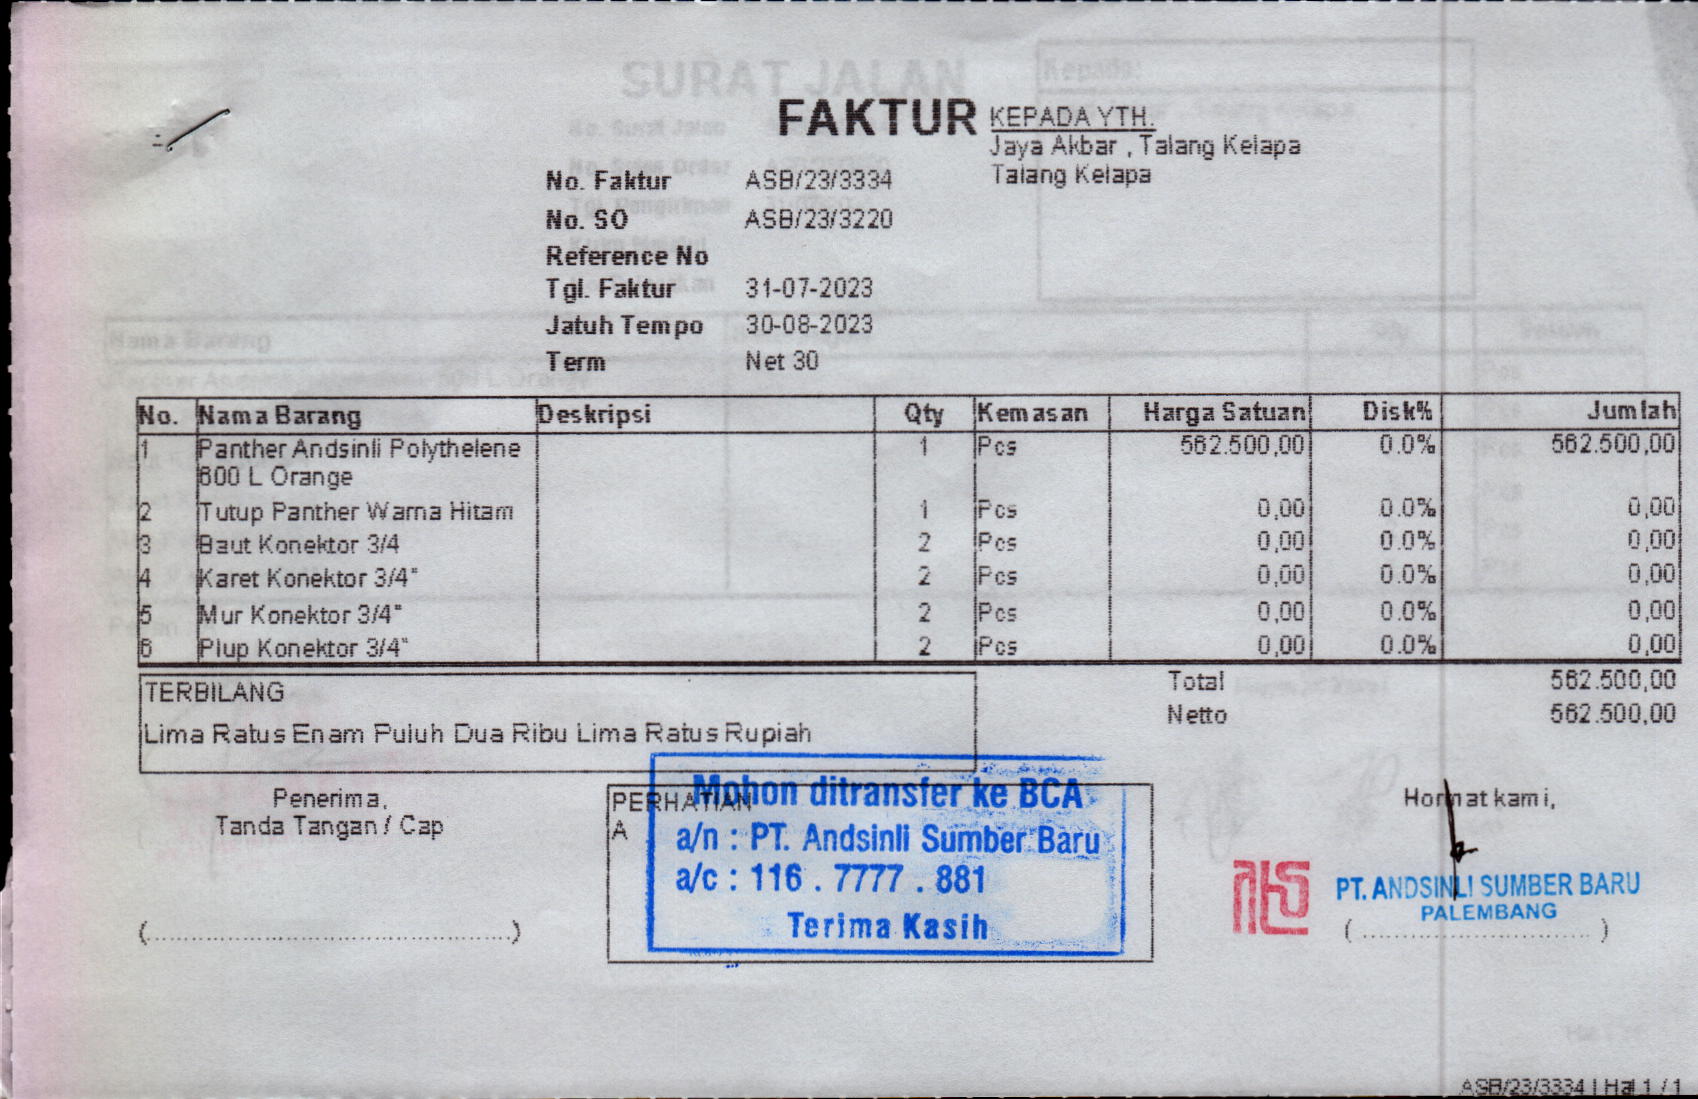 FAKTUR
KEPADA YTH.
Jaya Akbar , Talang Kelapa
Talang Kelapa
No. Faktur ASB/23/3334
No. SO ASB/23/3220
Reference No
Tgl. Faktur 31-07-2023
Jatuh Tempo 30-08-2023
Term Net 30
No. Nama Barang Deskripsi Qty Kemasan Harga Satuan Disk% Jumlah
1 Panther Andsinli Polythelene 1 Pcs 562.500,00 0.0% 562.500,00
600 L Orange
2 Tutup Panther Warna Hitam 1 Pcs 0,00 0.0% 0,00
3 Baut Konektor 3/4 2 Pcs 0,00 0.0% 0,00
4 Karet Konektor 3/4" 2 Pcs 0,00 0.0% 0,00
5 Mur Konektor 3/4" 2 Pcs 0,00 0.0% 0,00
6 Plup Konektor 3/4" 2 Pcs 0,00 0.0% 0,00
Total 562.500,00
Netto 562.500,00
TERBILANG
Lima Ratus Enam Puluh Dua Ribu Lima Ratus Rupiah
Penerima,
Tanda Tangan / Cap
(..........................................)
PERHATIAN
A
Mohon ditransfer ke BCA
a/n : PT. Andsinli Sumber Baru
a/c : 116 . 7777 . 881
Terima Kasih
Hormat kami,
PT. ANDSINLI SUMBER BARU
PALEMBANG
(.............................)
ASB/23/3334 | Hal 1 / 1
SURAT JALAN
Kepada:
No. Surat Jalan
Nama Barang